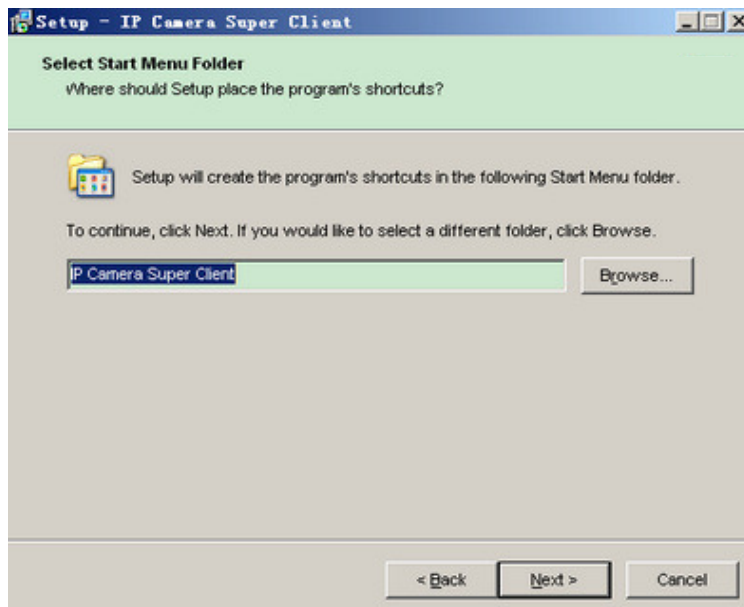 Setup - IP Camera Super Client
Select Start Menu Folder
Where should Setup place the program's shortcuts?
Setup will create the program's shortcuts in the following Start Menu folder.
To continue, click Next. If you would like to select a different folder, click Browse.
IP Camera Super Client
Browse...
< Back
Next >
Cancel